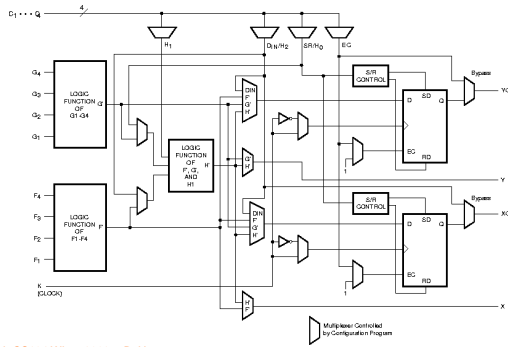 C1 • • • C4
4
H1
DIN/H2
SR/H0
EC
G4
G3
G2
G1
LOGIC
FUNCTION
OF
G1-G4
G'
LOGIC
FUNCTION
OF
F', G',
AND
H1
H'
F4
F3
F2
F1
LOGIC
FUNCTION
OF
F1-F4
F'
K
(CLOCK)
DIN
F'
G'
H'
S/R
CONTROL
D
SD
Q
EC
RD
1
Bypass
G'
H'
Y
DIN
F'
G'
H'
S/R
CONTROL
D
SD
Q
EC
RD
1
Bypass
H'
F'
X
Multiplexer Controlled
by Configuration Program